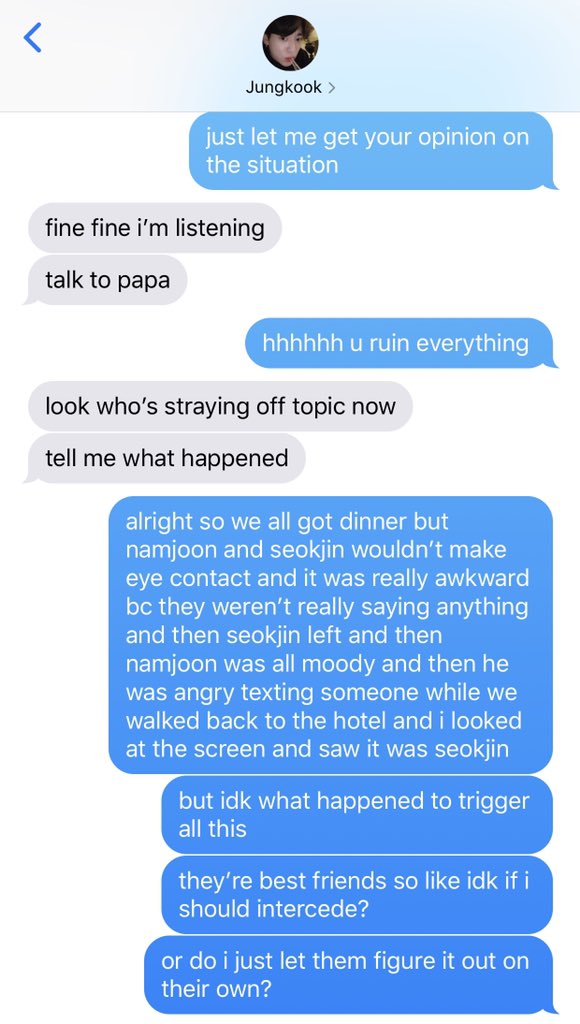 Jungkook
just let me get your opinion on
the situation
fine fine i’m listening
talk to papa
hhhhhh u ruin everything
look who’s straying off topic now
tell me what happened
alright so we all got dinner but
namjoon and seokjin wouldn’t make
eye contact and it was really awkward
bc they weren’t really saying anything
and then seokjin left and then
namjoon was all moody and then he
was angry texting someone while we
walked back to the hotel and i looked
at the screen and saw it was seokjin
but idk what happened to trigger
all this
they’re best friends so like idk if i
should intercede?
or do i just let them figure it out on
their own?